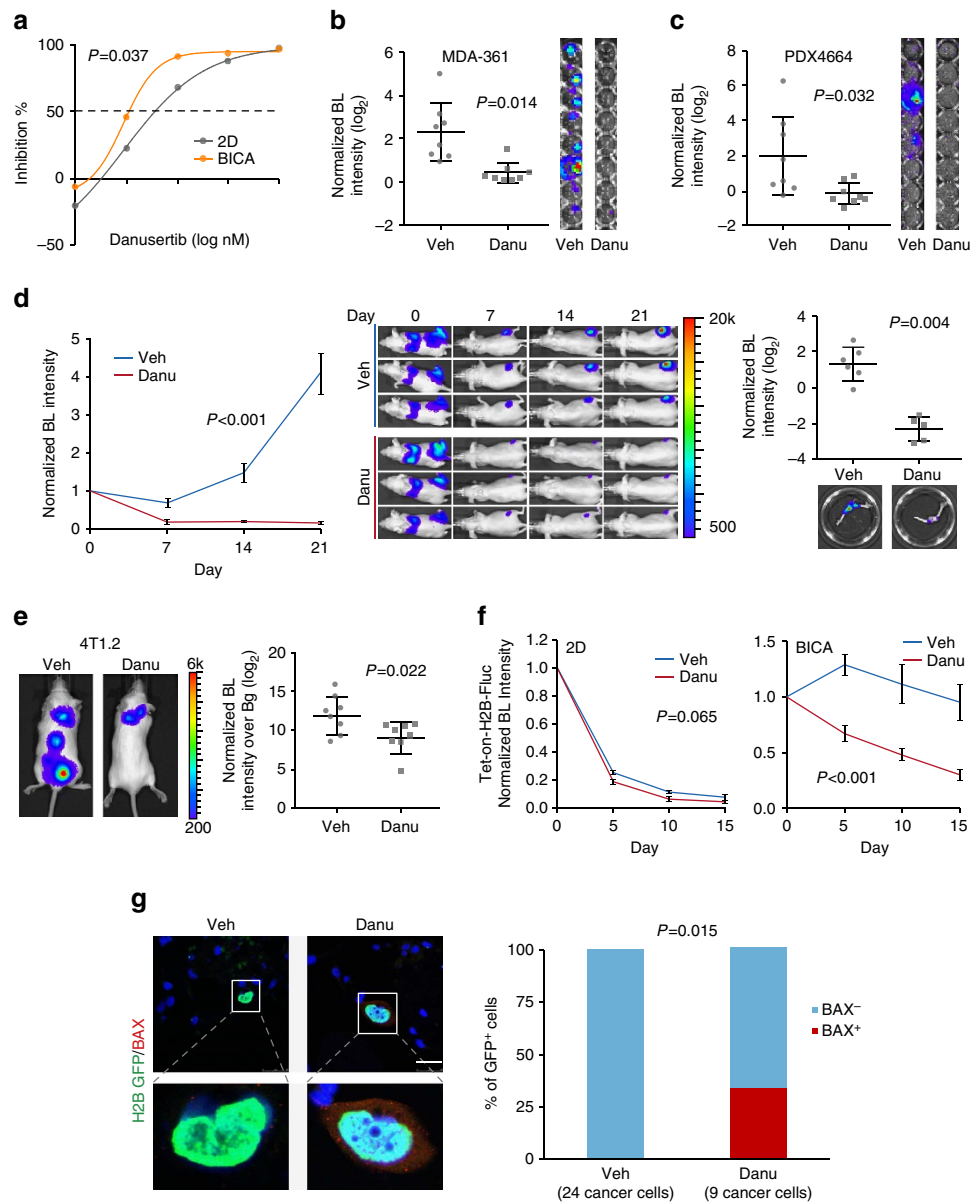 a
P=0.037
Inhibition %
100
50
0
–50
2D
BICA
Danusertib (log nM)
b
MDA-361
P=0.014
Normalized BL
intensity (log2)
6
4
2
0
–2
Veh
Danu
Veh Danu
c
PDX4664
P=0.032
Normalized BL
intensity (log2)
8
6
4
2
0
–2
Veh
Danu
Veh Danu
d
Normalized BL intensity
5
4
3
2
1
0
Veh
Danu
P<0.001
0
7
14
21
Day
Day 0 7 14 21
Veh
Danu
20k
500
Normalized BL
intensity (log2)
4
2
0
–2
–4
P=0.004
Veh
Danu
e
4T1.2
Veh
Danu
6k
200
Normalized BL
intensity over Bg (log2)
20
15
10
5
0
P=0.022
Veh
Danu
f
Tet-on-H2B-Fluc
Normalized BL Intensity
1.2
1.0
0.8
0.6
0.4
0.2
0.0
2D
Veh
Danu
P=0.065
0
5
10
15
Day
1.5
1.0
0.5
0.0
BICA
Veh
Danu
P<0.001
0
5
10
15
Day
g
Veh
Danu
H2B GFP/BAX
P=0.015
% of GFP+ cells
100
75
50
25
0
BAX–
BAX+
Veh
(24 cancer cells)
Danu
(9 cancer cells)